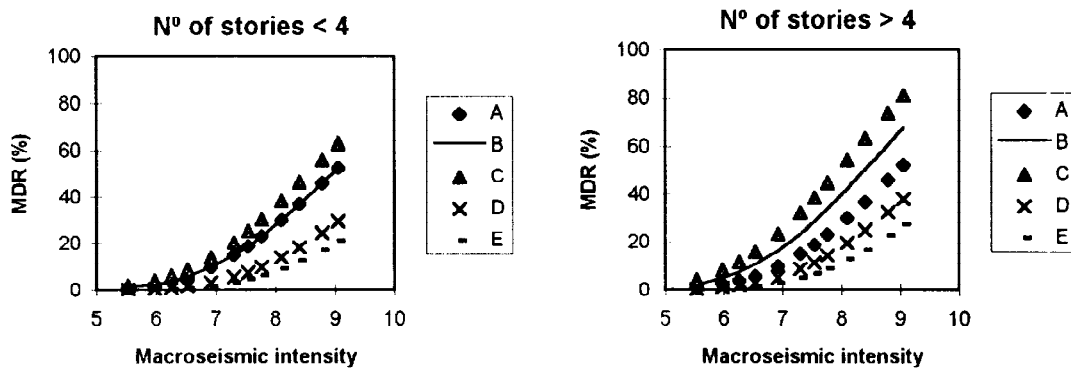 Nº of stories < 4
100
80
60
40
20
0
MDR (%)
5 6 7 8 9 10
Macroseismic intensity
A
B
C
D
E
Nº of stories > 4
100
80
60
40
20
0
MDR (%)
5 6 7 8 9 10
Macroseismic intensity
A
B
C
D
E